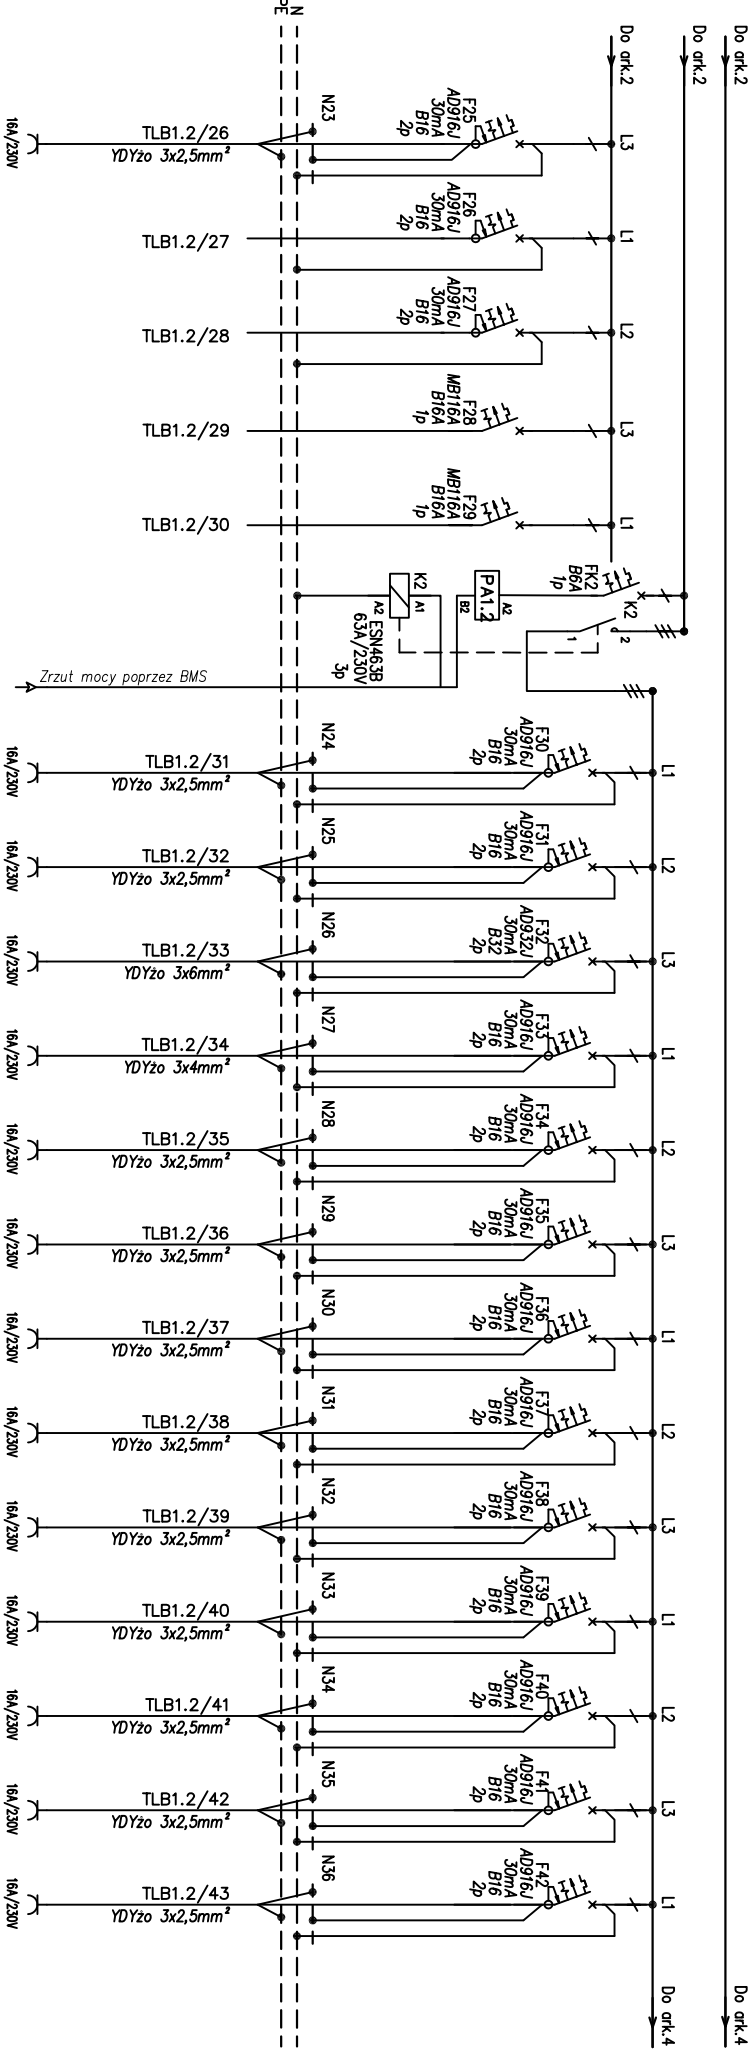 Do ark.2
Do ark.2
Do ark.2
L3
F25
AD916J
30mA
B16
2p
N23
TLB1.2/26
YDYżo 3x2,5mm²
16A/230V
L1
F26
AD916J
30mA
B16
2p
TLB1.2/27
L2
F27
AD916J
30mA
B16
2p
TLB1.2/28
L3
F28
MB116A
B16A
1p
TLB1.2/29
L1
F29
MB116A
B16A
1p
TLB1.2/30
FK2
B6A
1p
K2
1
2
PA1.2
A2
B2
K2
A1
A2
ESN463B
63A/230V
3p
Zrzut mocy poprzez BMS
N
PE
L1
F30
AD916J
30mA
B16
2p
N24
TLB1.2/31
YDYżo 3x2,5mm²
16A/230V
L2
F31
AD916J
30mA
B16
2p
N25
TLB1.2/32
YDYżo 3x2,5mm²
16A/230V
L3
F32
AD932J
30mA
B32
2p
N26
TLB1.2/33
YDYżo 3x6mm²
16A/230V
L1
F33
AD916J
30mA
B16
2p
N27
TLB1.2/34
YDYżo 3x4mm²
16A/230V
L2
F34
AD916J
30mA
B16
2p
N28
TLB1.2/35
YDYżo 3x2,5mm²
16A/230V
L3
F35
AD916J
30mA
B16
2p
N29
TLB1.2/36
YDYżo 3x2,5mm²
16A/230V
L1
F36
AD916J
30mA
B16
2p
N30
TLB1.2/37
YDYżo 3x2,5mm²
16A/230V
L2
F37
AD916J
30mA
B16
2p
N31
TLB1.2/38
YDYżo 3x2,5mm²
16A/230V
L3
F38
AD916J
30mA
B16
2p
N32
TLB1.2/39
YDYżo 3x2,5mm²
16A/230V
L1
F39
AD916J
30mA
B16
2p
N33
TLB1.2/40
YDYżo 3x2,5mm²
16A/230V
L2
F40
AD916J
30mA
B16
2p
N34
TLB1.2/41
YDYżo 3x2,5mm²
16A/230V
L3
F41
AD916J
30mA
B16
2p
N35
TLB1.2/42
YDYżo 3x2,5mm²
16A/230V
L1
F42
AD916J
30mA
B16
2p
N36
TLB1.2/43
YDYżo 3x2,5mm²
16A/230V
Do ark.4
Do ark.4